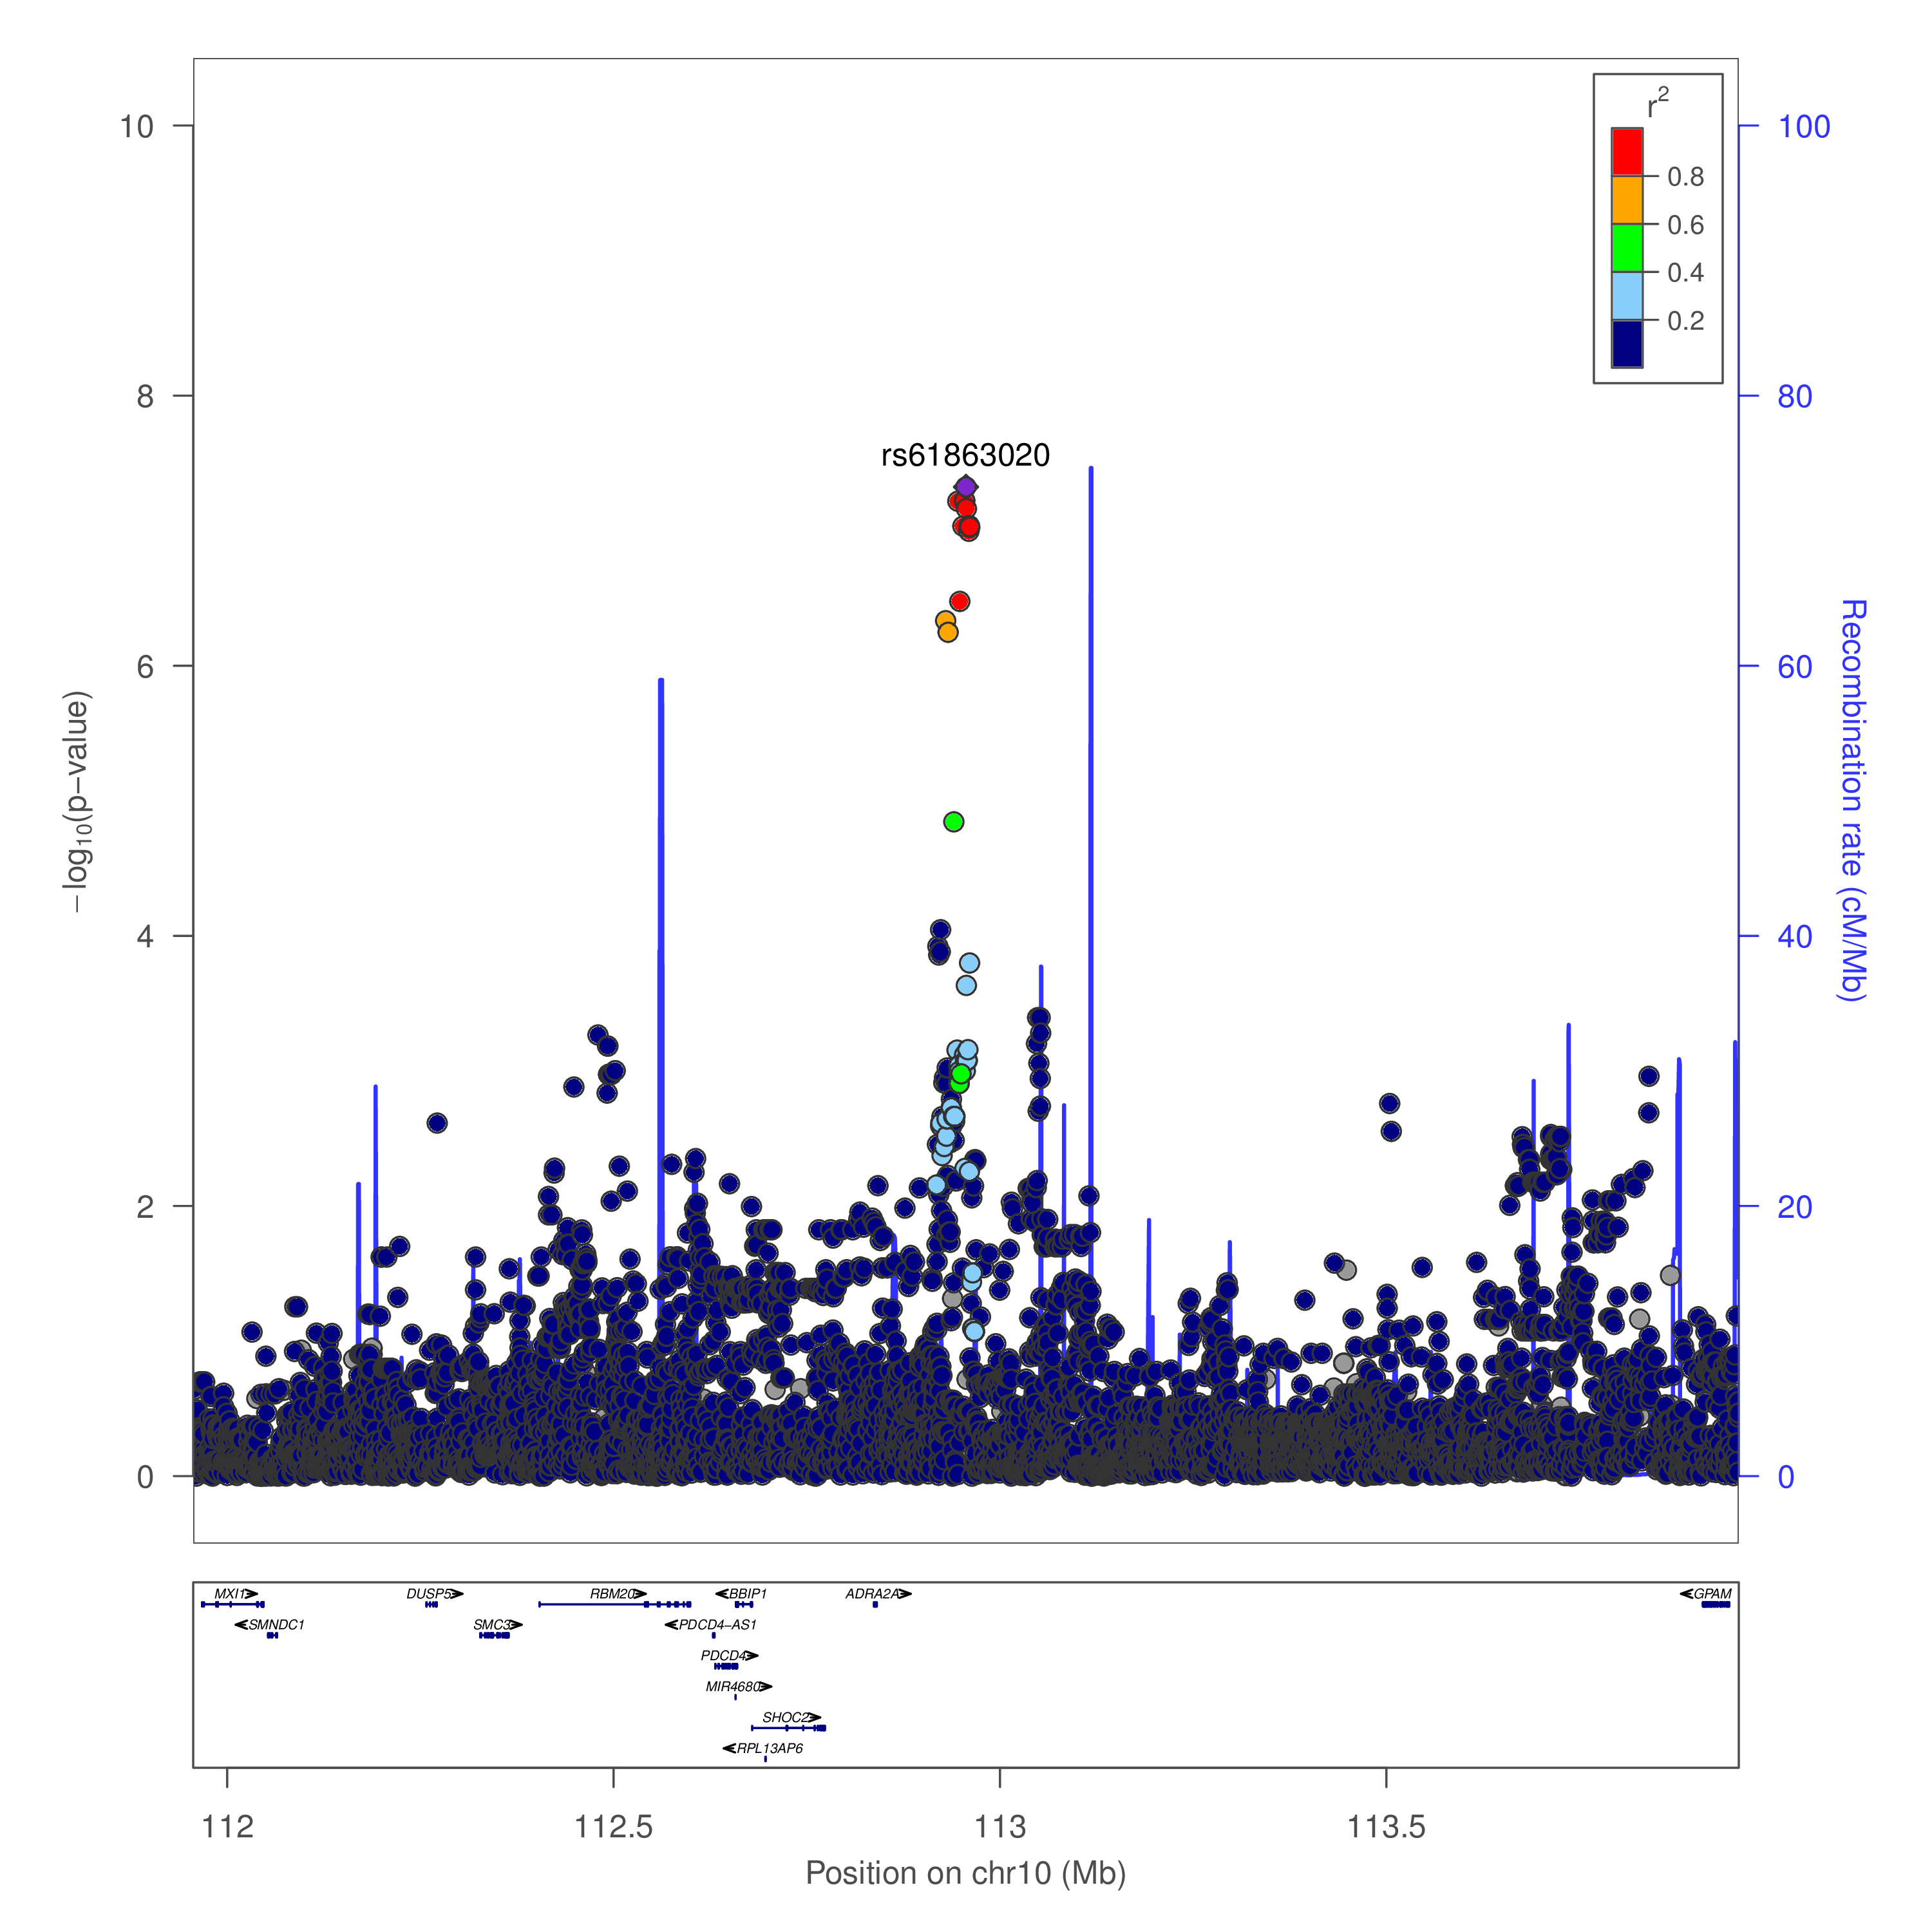 r2
0.8
0.6
0.4
0.2
rs61863020
10
8
6
4
2
0
−log10(p−value)
100
80
60
40
20
0
Recombination rate (cM/Mb)
MXI1
DUSP5
RBM20
BBIP1
ADRA2A
GPAM
SMNDC1
SMC3
PDCD4−AS1
PDCD4
MIR4680
SHOC2
RPL13AP6
112
112.5
113
113.5
Position on chr10 (Mb)